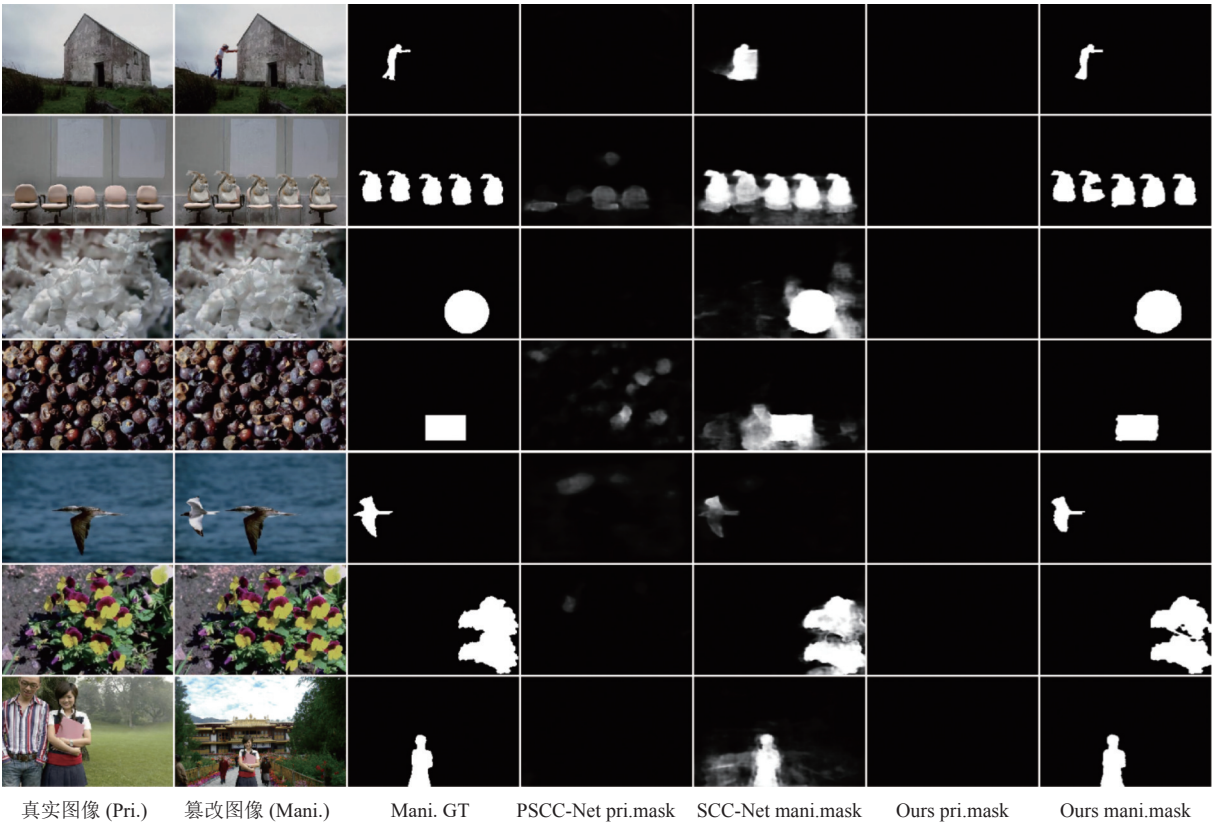 真实图像 (Pri.) 篡改图像 (Mani.) Mani. GT PSCC-Net pri.mask SCC-Net mani.mask Ours pri.mask Ours mani.mask